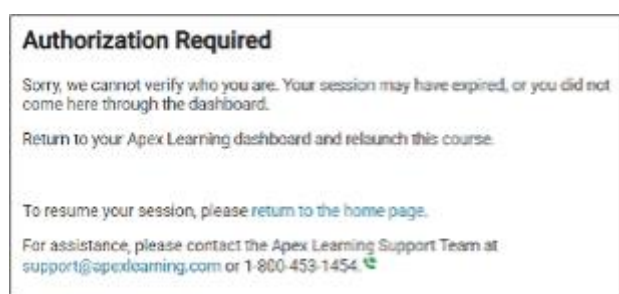 Authorization Required
Sorry, we cannot verify who you are. Your session may have expired, or you did not
come here through the dashboard.
Return to your Apex Learning dashboard and relaunch this course.
To resume your session, please return to the home page.
For assistance, please contact the Apex Learning Support Team at
support@apexlearning.com or 1-800-453-1454.